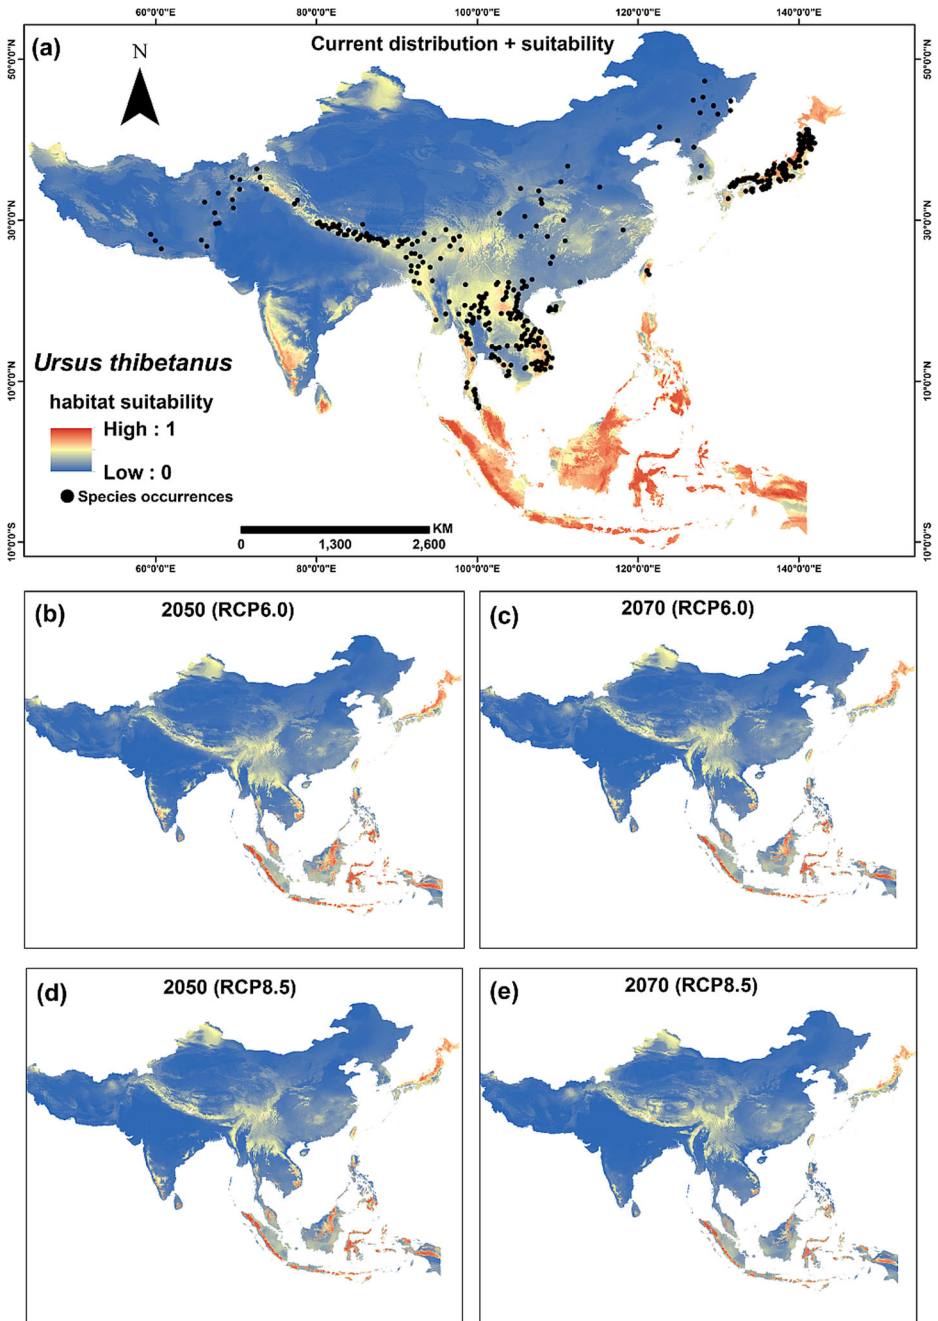 60°0'0"E 80°0'0"E 100°0'0"E 120°0'0"E 140°0'0"E
(a)
Current distribution + suitability
N
50°0'0"N 50°0'0"N
30°0'0"N 30°0'0"N
10°0'0"N 10°0'0"N
10°0'0"S 10°0'0"S
Ursus thibetanus
habitat suitability
High : 1
Low : 0
Species occurrences
KM
0 1,300 2,600
60°0'0"E 80°0'0"E 100°0'0"E 120°0'0"E 140°0'0"E
(b) 2050 (RCP6.0)
(c) 2070 (RCP6.0)
(d) 2050 (RCP8.5)
(e) 2070 (RCP8.5)